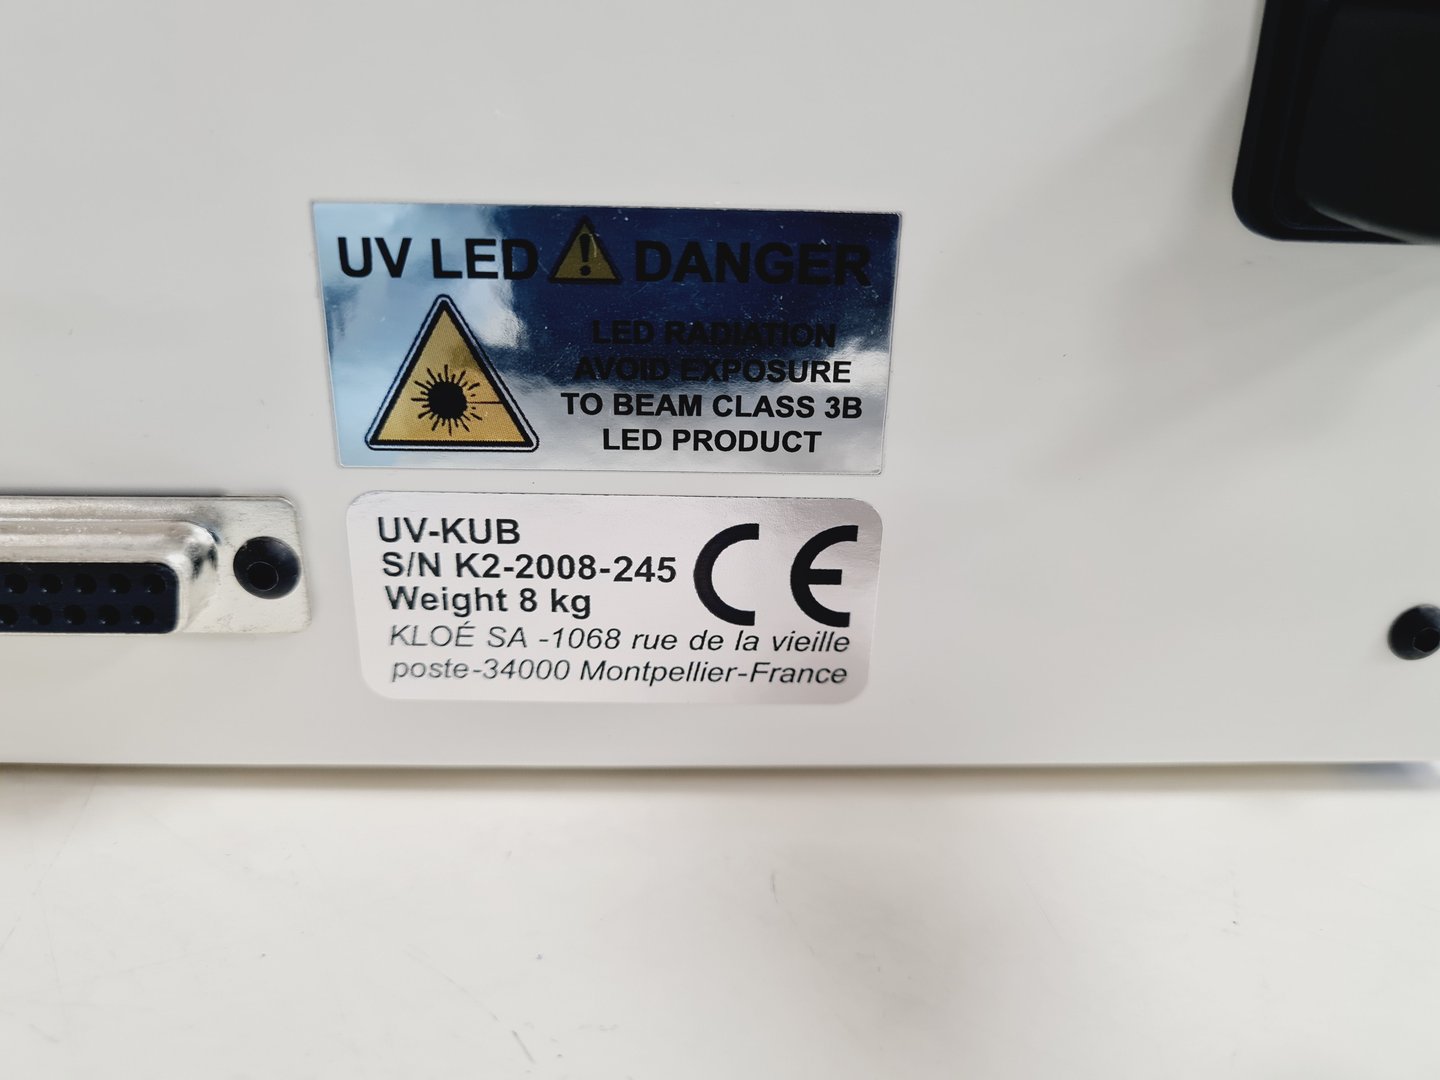 UV LED DANGER
LED RADIATION
AVOID EXPOSURE
TO BEAM CLASS 3B
LED PRODUCT
UV-KUB
S/N K2-2008-245
Weight 8 kg
CE
KLOÉ SA -1068 rue de la vieille
poste-34000 Montpellier-France